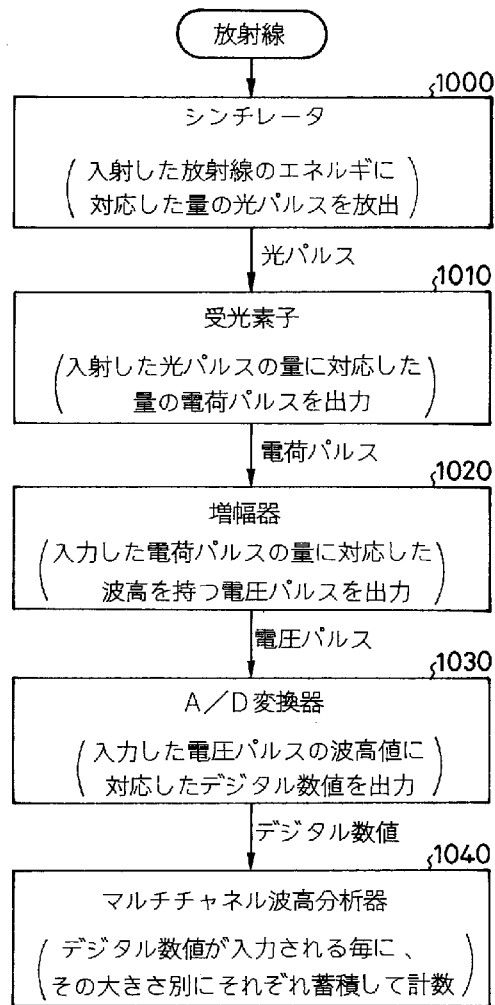 放射線
1000
シンチレータ
(入射した放射線のエネルギに
対応した量の光パルスを放出)
光パルス
1010
受光素子
(入射した光パルスの量に対応した
量の電荷パルスを出力)
電荷パルス
1020
増幅器
(入力した電荷パルスの量に対応した
波高を持つ電圧パルスを出力)
電圧パルス
1030
A/D変換器
(入力した電圧パルスの波高値に
対応したデジタル数値を出力)
デジタル数値
1040
マルチチャネル波高分析器
(デジタル数値が入力される毎に、
その大きさ別にそれぞれ蓄積して計数)